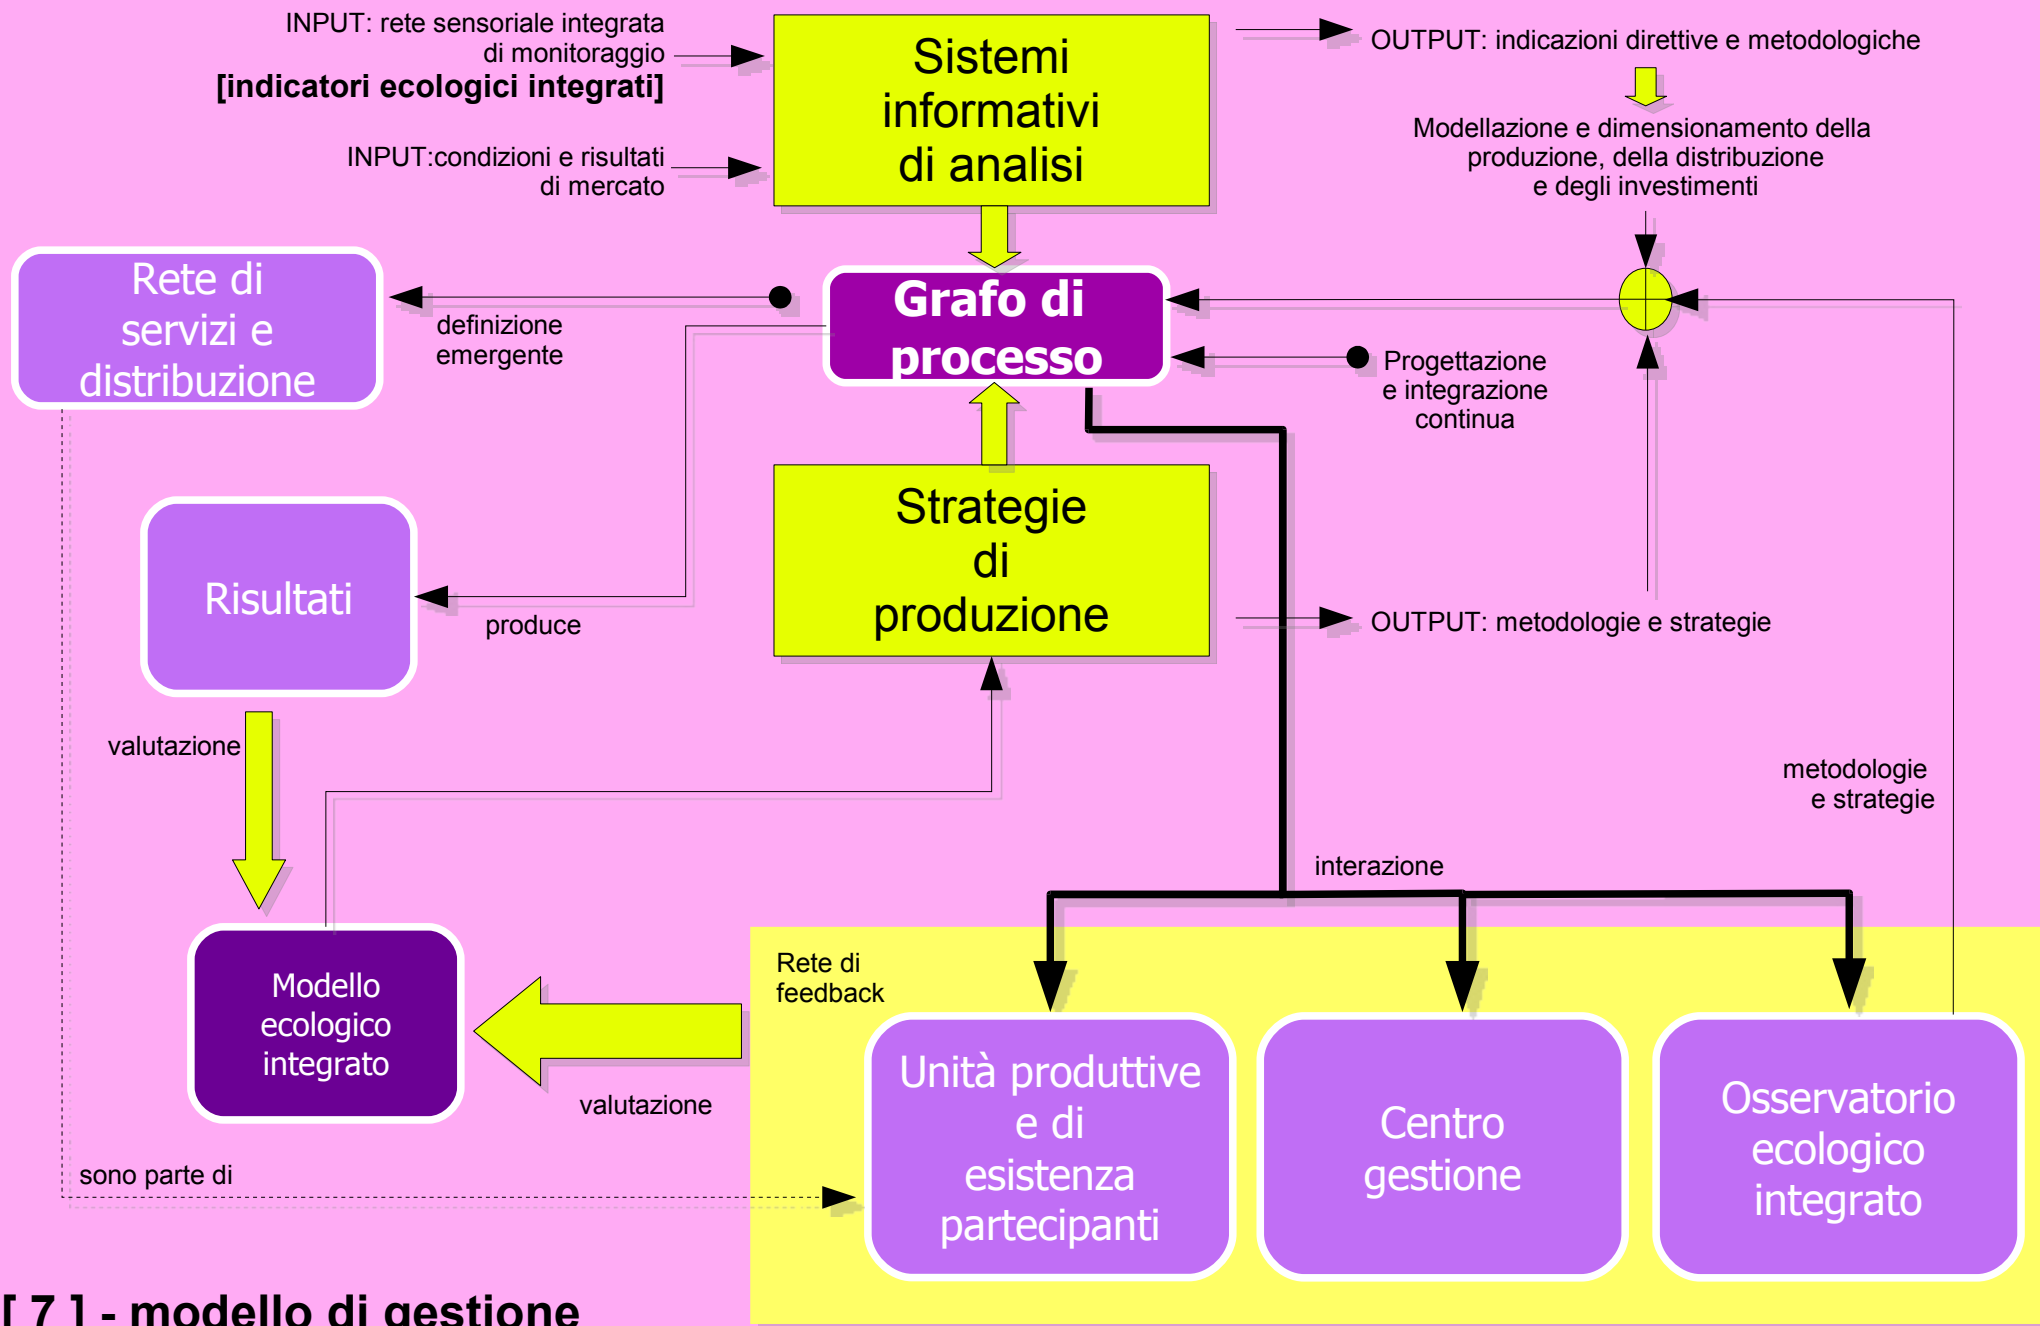 INPUT: rete sensoriale integrata
di monitoraggio
[indicatori ecologici integrati]
INPUT:condizioni e risultati
di mercato
Sistemi
informativi
di analisi
OUTPUT: indicazioni direttive e metodologiche
Modellazione e dimensionamento della
produzione, della distribuzione
e degli investimenti
Rete di
servizi e
distribuzione
definizione
emergente
Grafo di
processo
Progettazione
e integrazione
continua
Strategie
di
produzione
Risultati
produce
OUTPUT: metodologie e strategie
valutazione
metodologie
e strategie
interazione
Modello
ecologico
integrato
valutazione
Rete di
feedback
Unità produttive
e di
esistenza
partecipanti
Centro
gestione
Osservatorio
ecologico
integrato
sono parte di
[ 7 ] - modello di gestione